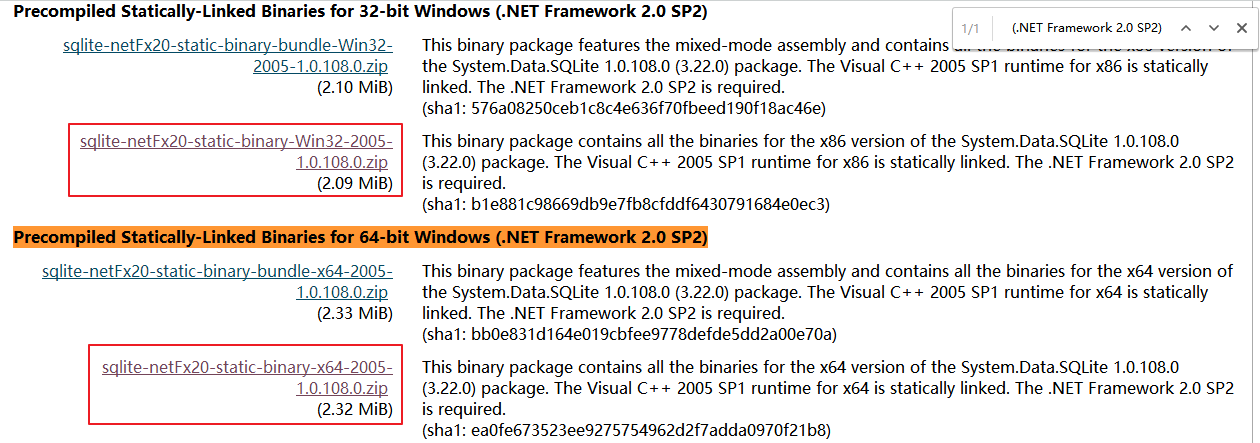 Precompiled Statically-Linked Binaries for 32-bit Windows (.NET Framework 2.0 SP2)
1/1
(.NET Framework 2.0 SP2)
sqlite-netFx20-static-binary-bundle-Win32-
2005-1.0.108.0.zip
(2.10 MiB)
This binary package features the mixed-mode assembly and contains all the binaries for the x86 version of
the System.Data.SQLite 1.0.108.0 (3.22.0) package. The Visual C++ 2005 SP1 runtime for x86 is statically
linked. The .NET Framework 2.0 SP2 is required.
(sha1: 576a08250ceb1c8c4e636f70fbeed190f18ac46e)
sqlite-netFx20-static-binary-Win32-2005-
1.0.108.0.zip
(2.09 MiB)
This binary package contains all the binaries for the x86 version of the System.Data.SQLite 1.0.108.0
(3.22.0) package. The Visual C++ 2005 SP1 runtime for x86 is statically linked. The .NET Framework 2.0 SP2
is required.
(sha1: b1e881c98669db9e7fb8cfddf6430791684e0ec3)
Precompiled Statically-Linked Binaries for 64-bit Windows (.NET Framework 2.0 SP2)
sqlite-netFx20-static-binary-bundle-x64-2005-
1.0.108.0.zip
(2.33 MiB)
This binary package features the mixed-mode assembly and contains all the binaries for the x64 version of
the System.Data.SQLite 1.0.108.0 (3.22.0) package. The Visual C++ 2005 SP1 runtime for x64 is statically
linked. The .NET Framework 2.0 SP2 is required.
(sha1: bb0e831d164e019cbfee9778defde5dd2a00e70a)
sqlite-netFx20-static-binary-x64-2005-
1.0.108.0.zip
(2.32 MiB)
This binary package contains all the binaries for the x64 version of the System.Data.SQLite 1.0.108.0
(3.22.0) package. The Visual C++ 2005 SP1 runtime for x64 is statically linked. The .NET Framework 2.0 SP2
is required.
(sha1: ea0fe673523ee9275754962d2f7adda0970f21b8)